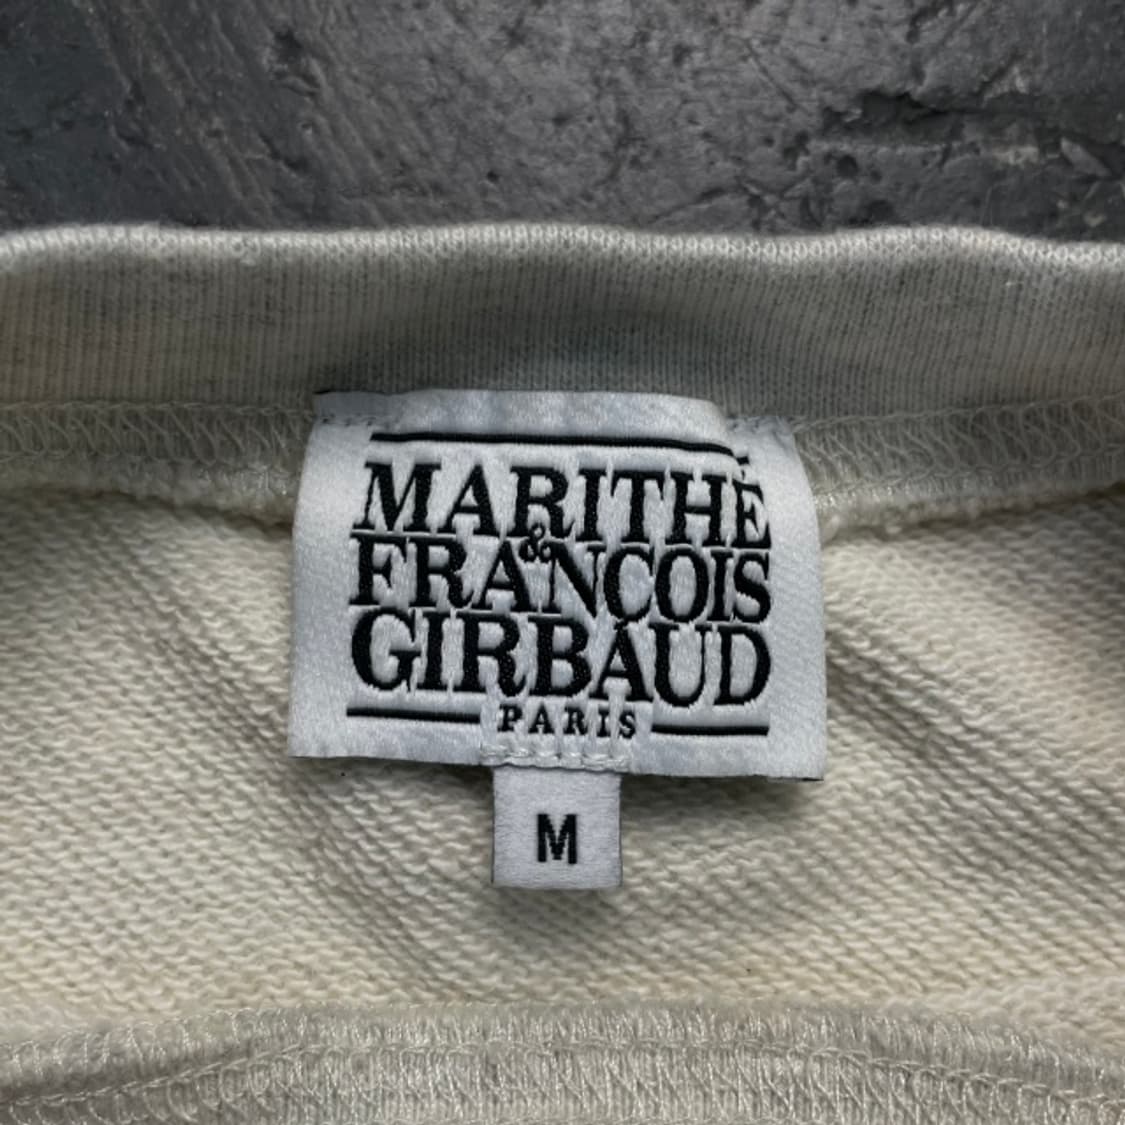 MARITHÉ
&
FRANÇOIS
GIRBAUD
PARIS
M